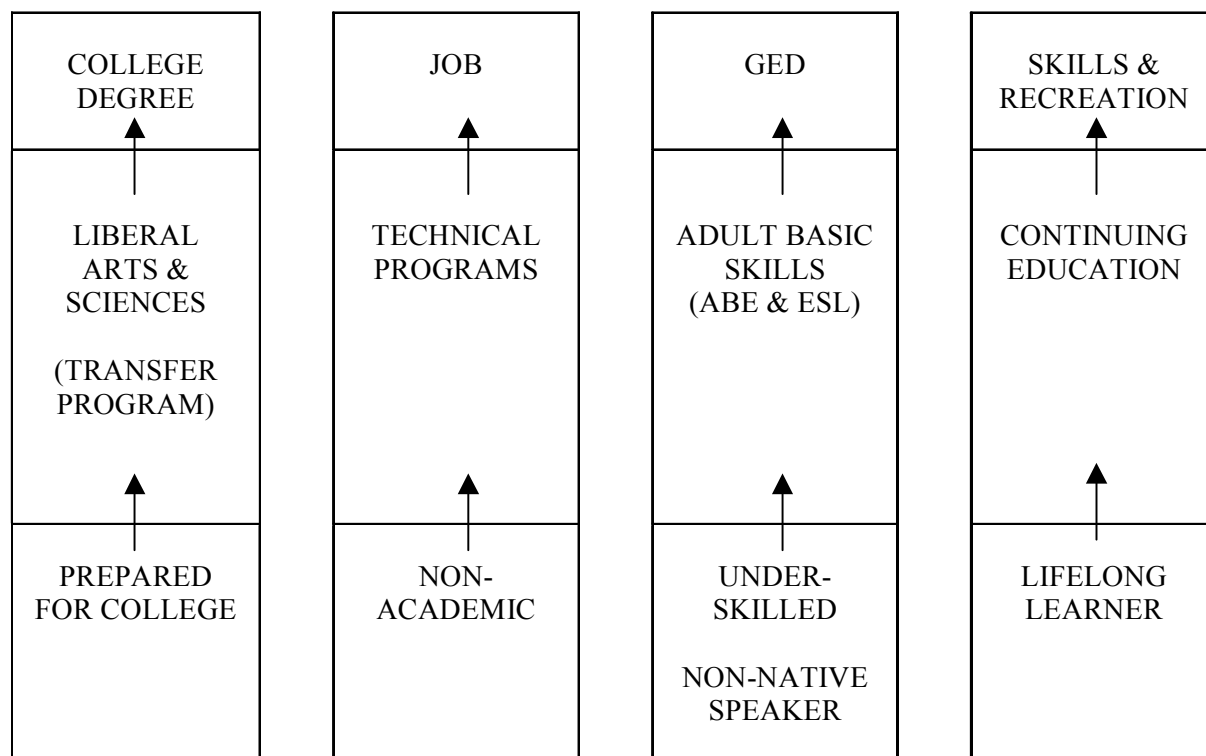 COLLEGE
DEGREE
LIBERAL
ARTS &
SCIENCES
(TRANSFER
PROGRAM)
PREPARED
FOR COLLEGE
JOB
TECHNICAL
PROGRAMS
NON-
ACADEMIC
GED
ADULT BASIC
SKILLS
(ABE & ESL)
UNDER-
SKILLED
NON-NATIVE
SPEAKER
SKILLS &
RECREATION
CONTINUING
EDUCATION
LIFELONG
LEARNER